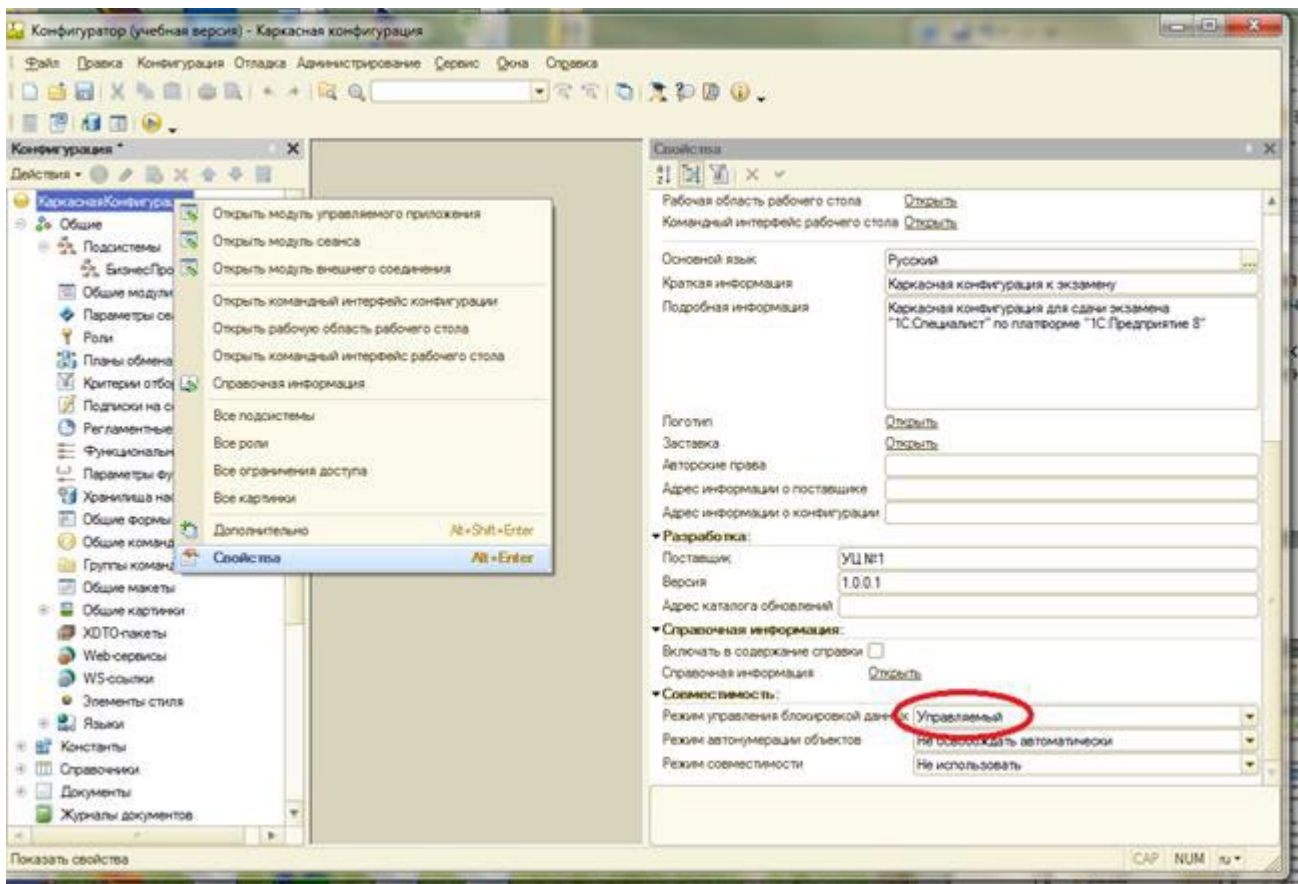 Конфигуратор (учебная версия) - Каркасная конфигурация
Файл Правка Конфигурация Отладка Администрирование Сервис Окна Справка
Конфигурация *
Действия
КаркаснаяКонфигура
Общие
Подсистемы
БизнесПро
Общие модули
Параметры се
Роли
Планы обмена
Критерии отбо
Подписки на с
Регламентные
Функциональн
Параметры фу
Хранилища на
Общие формы
Общие команд
Группы команд
Общие макеты
Общие картинки
XDTO-пакеты
Web-сервисы
WS-ссылки
Элементы стиля
Языки
Константы
Справочники
Документы
Журналы документов
Открыть модуль управляемого приложения
Открыть модуль сеанса
Открыть модуль внешнего соединения
Открыть командный интерфейс конфигурации
Открыть рабочую область рабочего стола
Открыть командный интерфейс рабочего стола
Справочная информация
Все подсистемы
Все роли
Все ограничения доступа
Все картинки
Дополнительно Alt+Shift+Enter
Свойства Alt+Enter
Свойства
Рабочая область рабочего стола Открыть
Командный интерфейс рабочего стола Открыть
Основной язык Русский
Краткая информация Каркасная конфигурация к экзамену
Подробная информация Каркасная конфигурация для сдачи экзамена
"1С:Специалист" по платформе "1С:Предприятие 8"
Логотип Открыть
Заставка Открыть
Авторские права
Адрес информации о поставщике
Адрес информации о конфигурации
Разработка:
Поставщик УЦ №1
Версия 1.0.0.1
Адрес каталога обновлений
Справочная информация:
Включать в содержание справки
Справочная информация Открыть
Совместимость:
Режим управления блокировкой данных Управляемый
Режим автонумерации объектов Не освобождать автоматически
Режим совместимости Не использовать
Показать свойства
CAP NUM ru